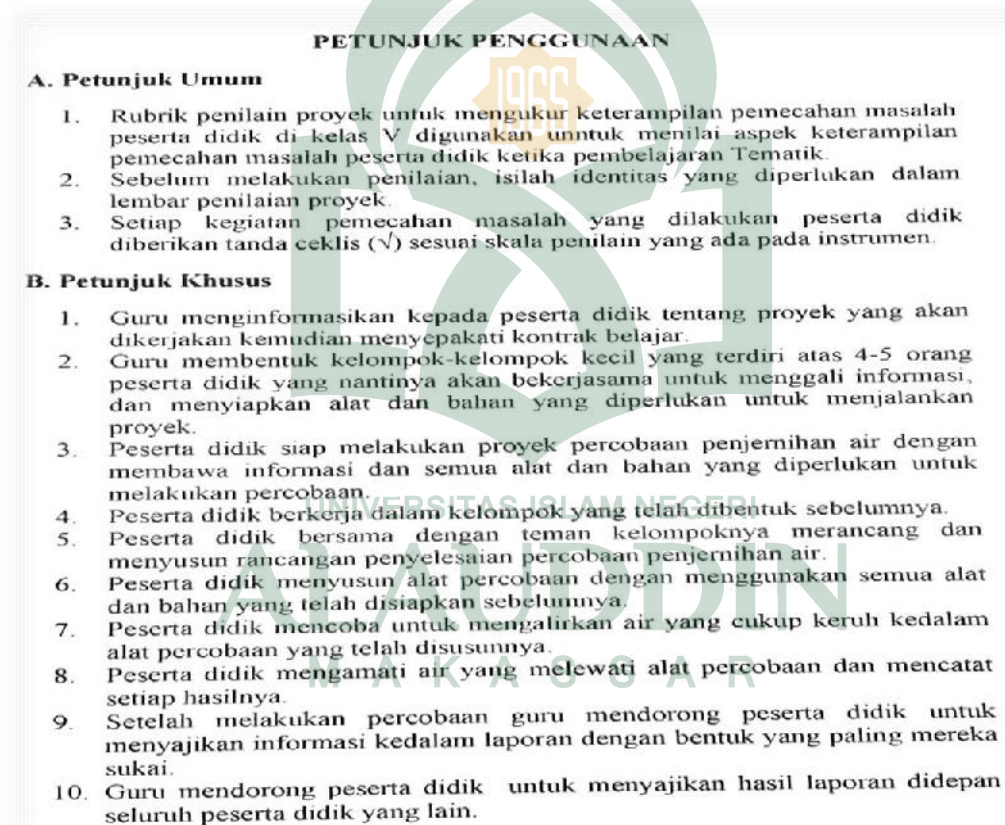 PETUNJUK PENGGUNAAN
A. Petunjuk Umum
1. Rubrik penilain proyek untuk mengukur keterampilan pemecahan masalah
peserta didik di kelas V digunakan unntuk menilai aspek keterampilan
pemecahan masalah peserta didik ketika pembelajaran Tematik.
2. Sebelum melakukan penilaian, isilah identitas yang diperlukan dalam
lembar penilaian proyek.
3. Setiap kegiatan pemecahan masalah yang dilakukan peserta didik
diberikan tanda ceklis (√) sesuai skala penilain yang ada pada instrumen.
B. Petunjuk Khusus
1. Guru menginformasikan kepada peserta didik tentang proyek yang akan
dikerjakan kemudian menyepakati kontrak belajar.
2. Guru membentuk kelompok-kelompok kecil yang terdiri atas 4-5 orang
peserta didik yang nantinya akan bekerjasama untuk menggali informasi,
dan menyiapkan alat dan bahan yang diperlukan untuk menjalankan
proyek.
3. Peserta didik siap melakukan proyek percobaan penjernihan air dengan
membawa informasi dan semua alat dan bahan yang diperlukan untuk
melakukan percobaan.
4. Peserta didik berkerja dalam kelompok yang telah dibentuk sebelumnya.
5. Peserta didik bersama dengan teman kelompoknya merancang dan
menyusun rancangan penyelesaian percobaan penjernihan air.
6. Peserta didik menyusun alat percobaan dengan menggunakan semua alat
dan bahan yang telah disiapkan sebelumnya.
7. Peserta didik mencoba untuk mengalirkan air yang cukup keruh kedalam
alat percobaan yang telah disusunnya.
8. Peserta didik mengamati air yang melewati alat percobaan dan mencatat
setiap hasilnya.
9. Setelah melakukan percobaan guru mendorong peserta didik untuk
menyajikan informasi kedalam laporan dengan bentuk yang paling mereka
sukai.
10. Guru mendorong peserta didik untuk menyajikan hasil laporan didepan
seluruh peserta didik yang lain.
1965
UNIVERSITAS ISLAM NEGERI
ALAUDDIN
MAKASSAR